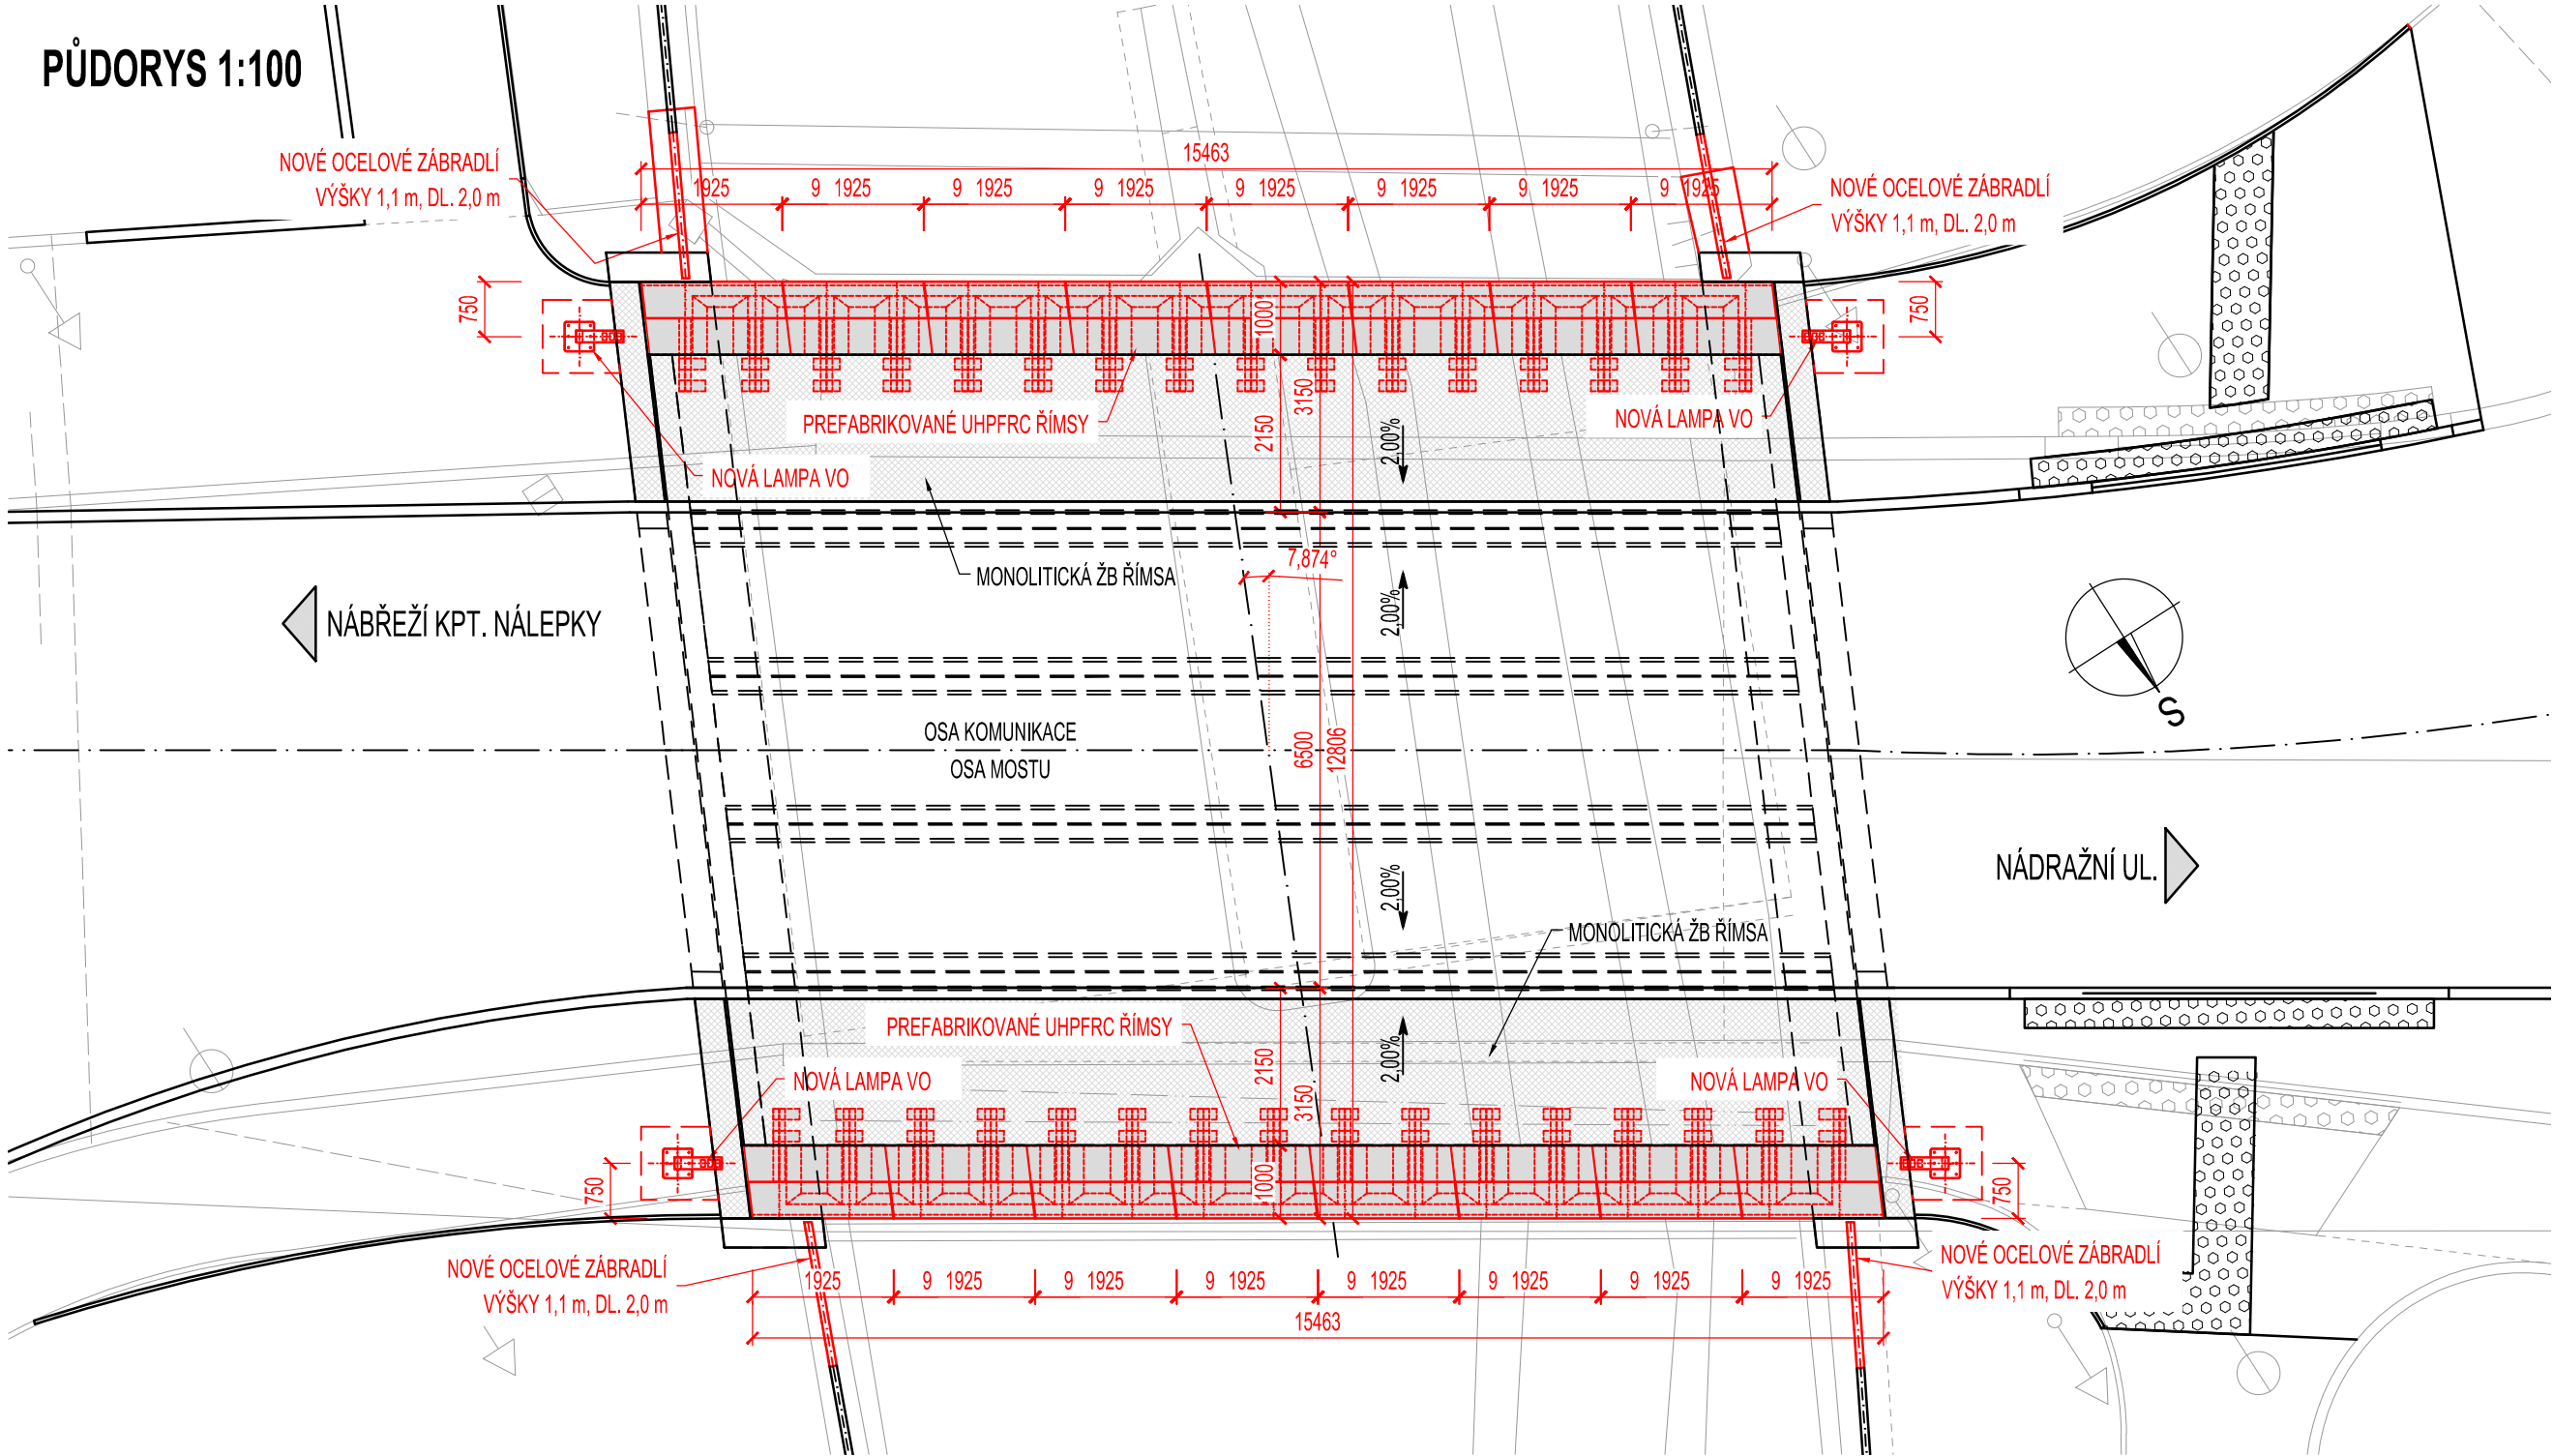 PŮDORYS 1:100
NOVÉ OCELOVÉ ZÁBRADLÍ
VÝŠKY 1,1 m, DL. 2,0 m
15463
1925 9 1925 9 1925 9 1925 9 1925 9 1925 9 1925 9 1925
NOVÉ OCELOVÉ ZÁBRADLÍ
VÝŠKY 1,1 m, DL. 2,0 m
750
1000
750
3150
2150
PREFABRIKOVANÉ UHPFRC ŘÍMSY
NOVÁ LAMPA VO
2,00%
NOVÁ LAMPA VO
7,874°
MONOLITICKÁ ŽB ŘÍMSA
2,00%
NÁBŘEŽÍ KPT. NÁLEPKY
S
OSA KOMUNIKACE
6500
12806
OSA MOSTU
NÁDRAŽNÍ UL.
2,00%
MONOLITICKÁ ŽB ŘÍMSA
PREFABRIKOVANÉ UHPFRC ŘÍMSY
2150
2,00%
NOVÁ LAMPA VO
NOVÁ LAMPA VO
3150
1000
750
750
NOVÉ OCELOVÉ ZÁBRADLÍ
VÝŠKY 1,1 m, DL. 2,0 m
1925 9 1925 9 1925 9 1925 9 1925 9 1925 9 1925 9 1925
15463
NOVÉ OCELOVÉ ZÁBRADLÍ
VÝŠKY 1,1 m, DL. 2,0 m